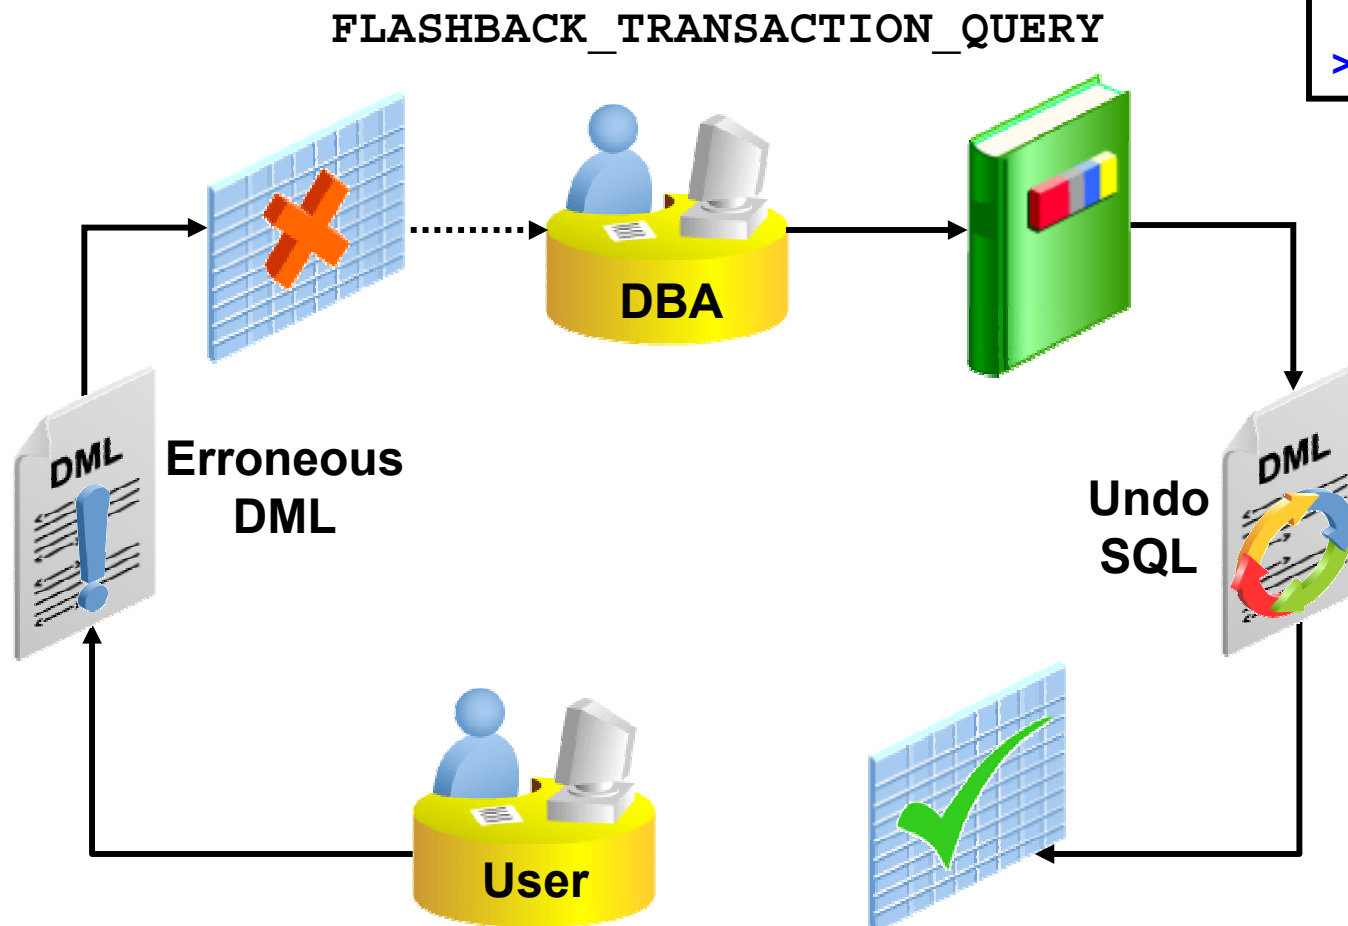 FLASHBACK_TRANSACTION_QUERY
>
DBA
DML
Erroneous
DML
DML
Undo
SQL
User